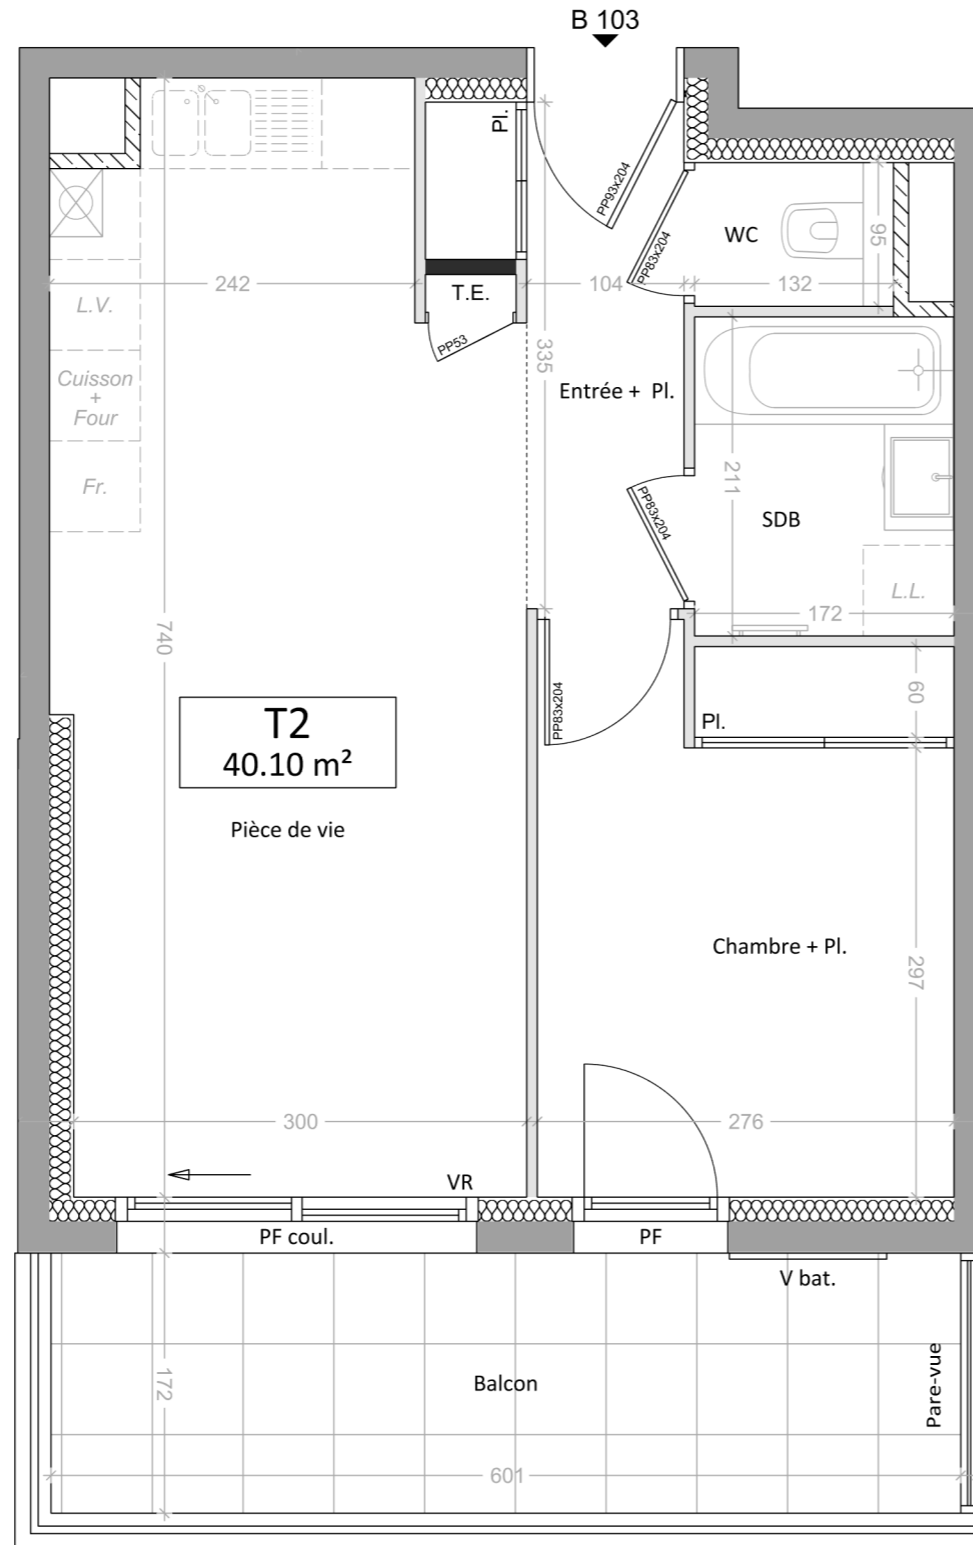 B 103
Pl.
PP93x204
PP83x204
WC
95
242
T.E.
104
132
L.V.
PP53
335
Cuisson
+
Four
Entrée + Pl.
Fr.
211
PP83x204
SDB
L.L.
172
740
60
PP83x204
Pl.
T2
40.10 m²
Pièce de vie
Chambre + Pl.
297
300
276
VR
PF coul.
PF
V bat.
172
Balcon
Pare-vue
601